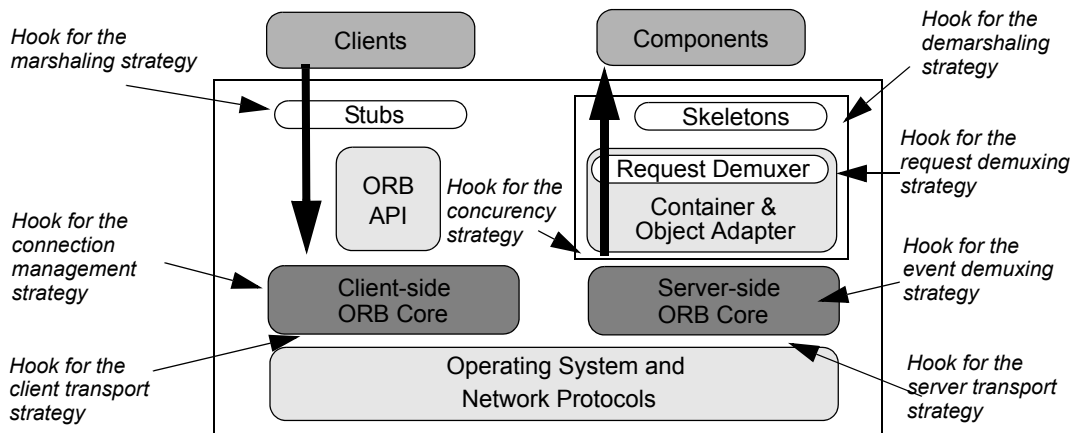 Hook for the
marshaling strategy
Clients
Components
Hook for the
demarshaling
strategy
Stubs
Skeletons
Hook for the
request demuxing
strategy
Request Demuxer
ORB
API
Hook for the
concurency
strategy
Container &
Object Adapter
Hook for the
connection
management
strategy
Client-side
ORB Core
Server-side
ORB Core
Hook for the
event demuxing
strategy
Hook for the
client transport
strategy
Operating System and
Network Protocols
Hook for the
server transport
strategy